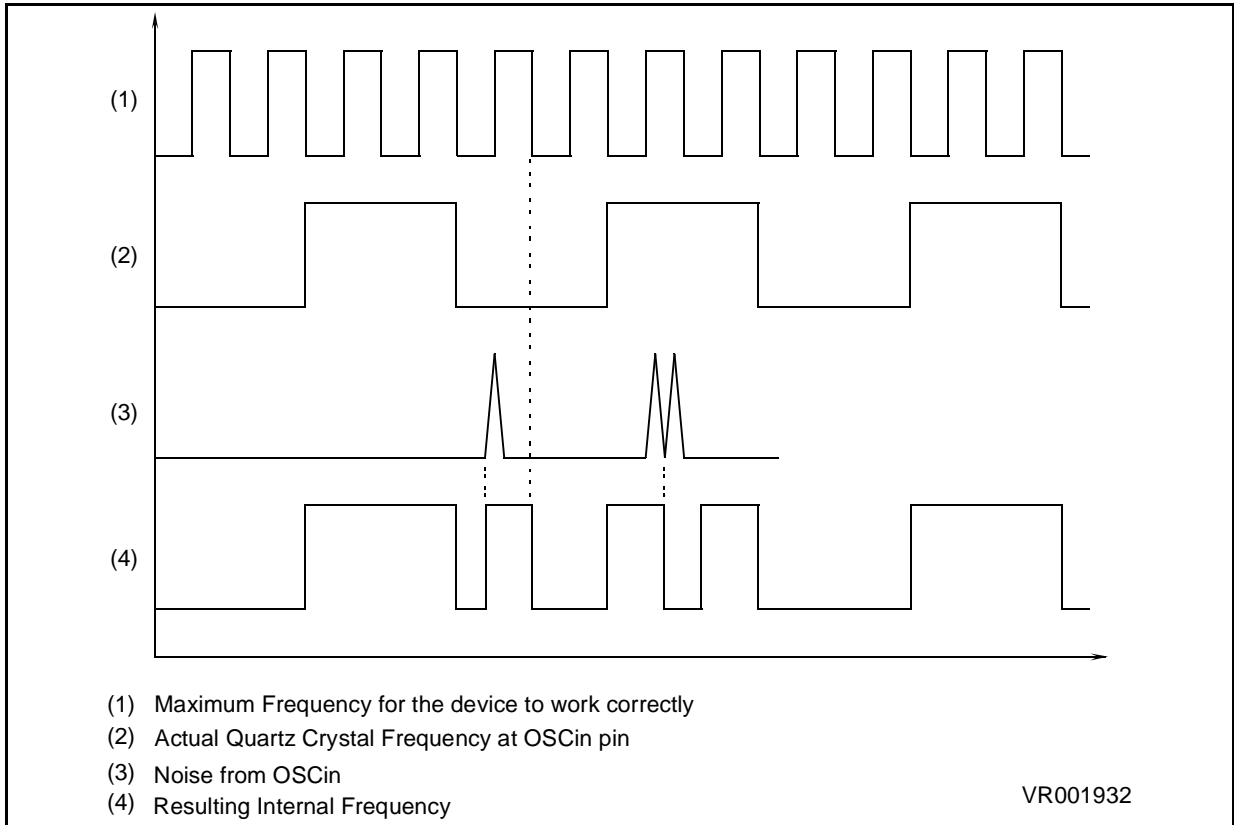 (1)
(2)
(3)
(4)
(1) Maximum Frequency for the device to work correctly
(2) Actual Quartz Crystal Frequency at OSCin pin
(3) Noise from OSCin
(4) Resulting Internal Frequency
VR001932